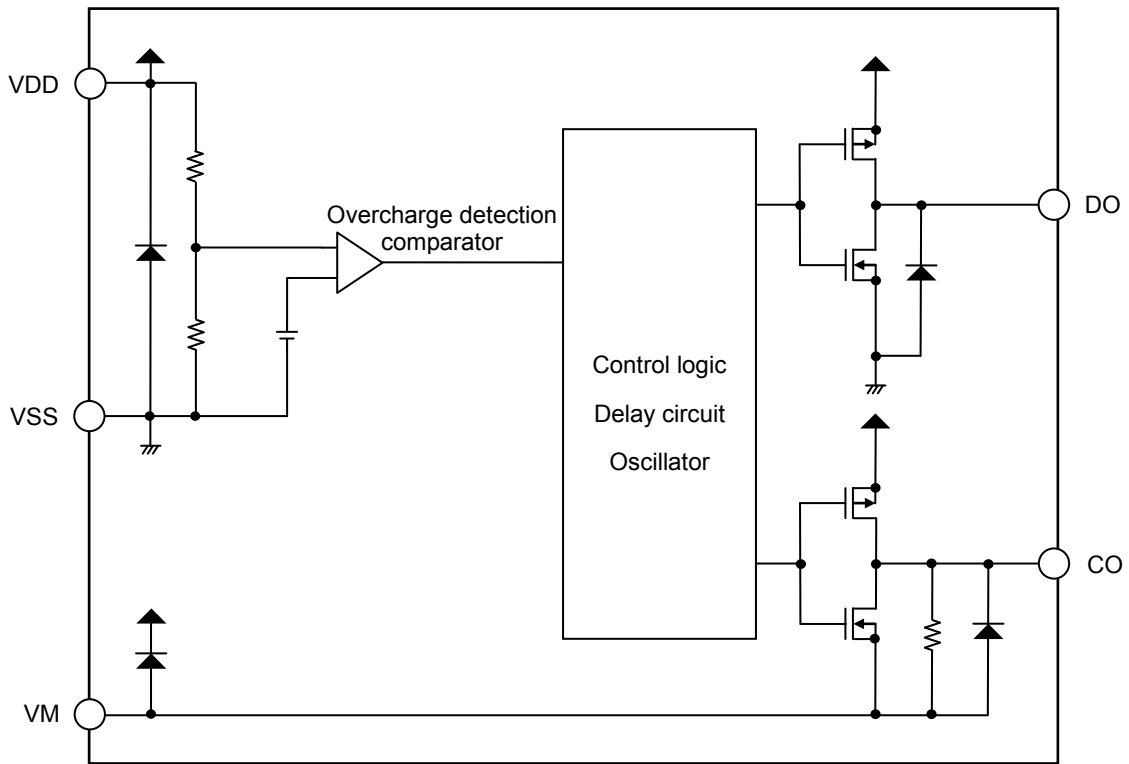 VDD
DO
Overcharge detection
comparator
Control logic
VSS
Delay circuit
Oscillator
CO
VM